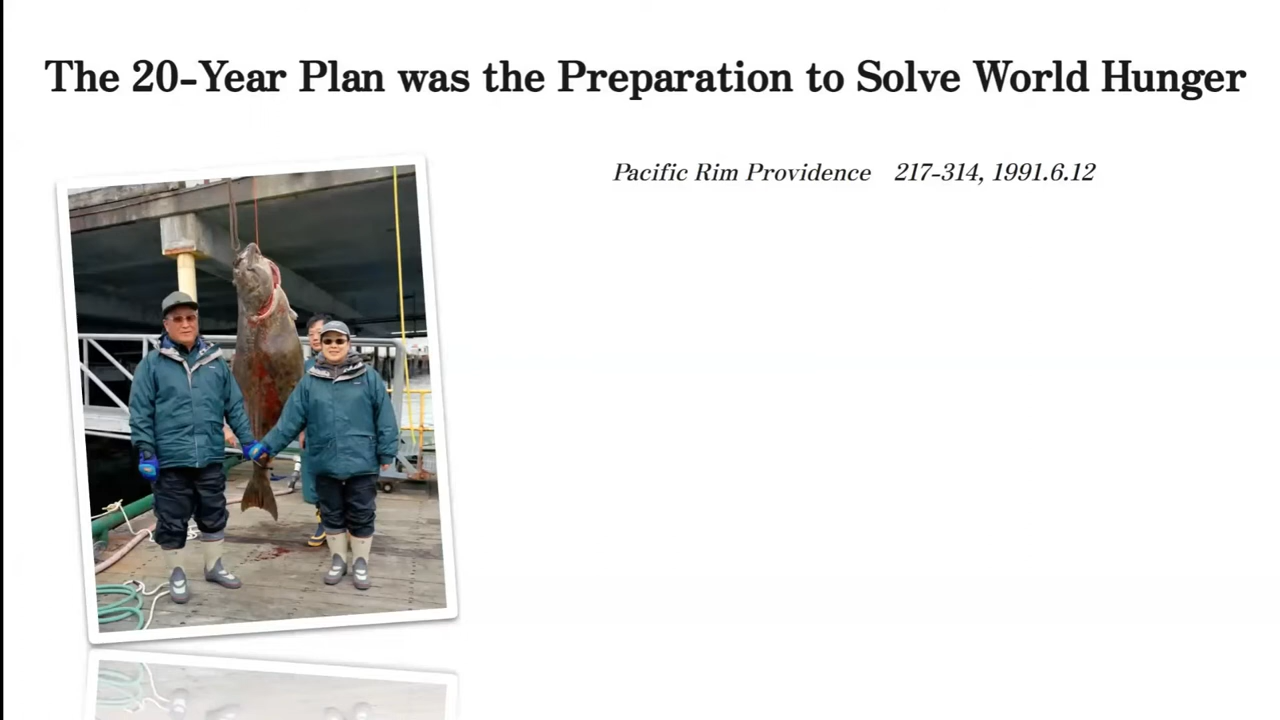 The 20-Year Plan was the Preparation to Solve World Hunger
Pacific Rim Providence 217-314, 1991.6.12